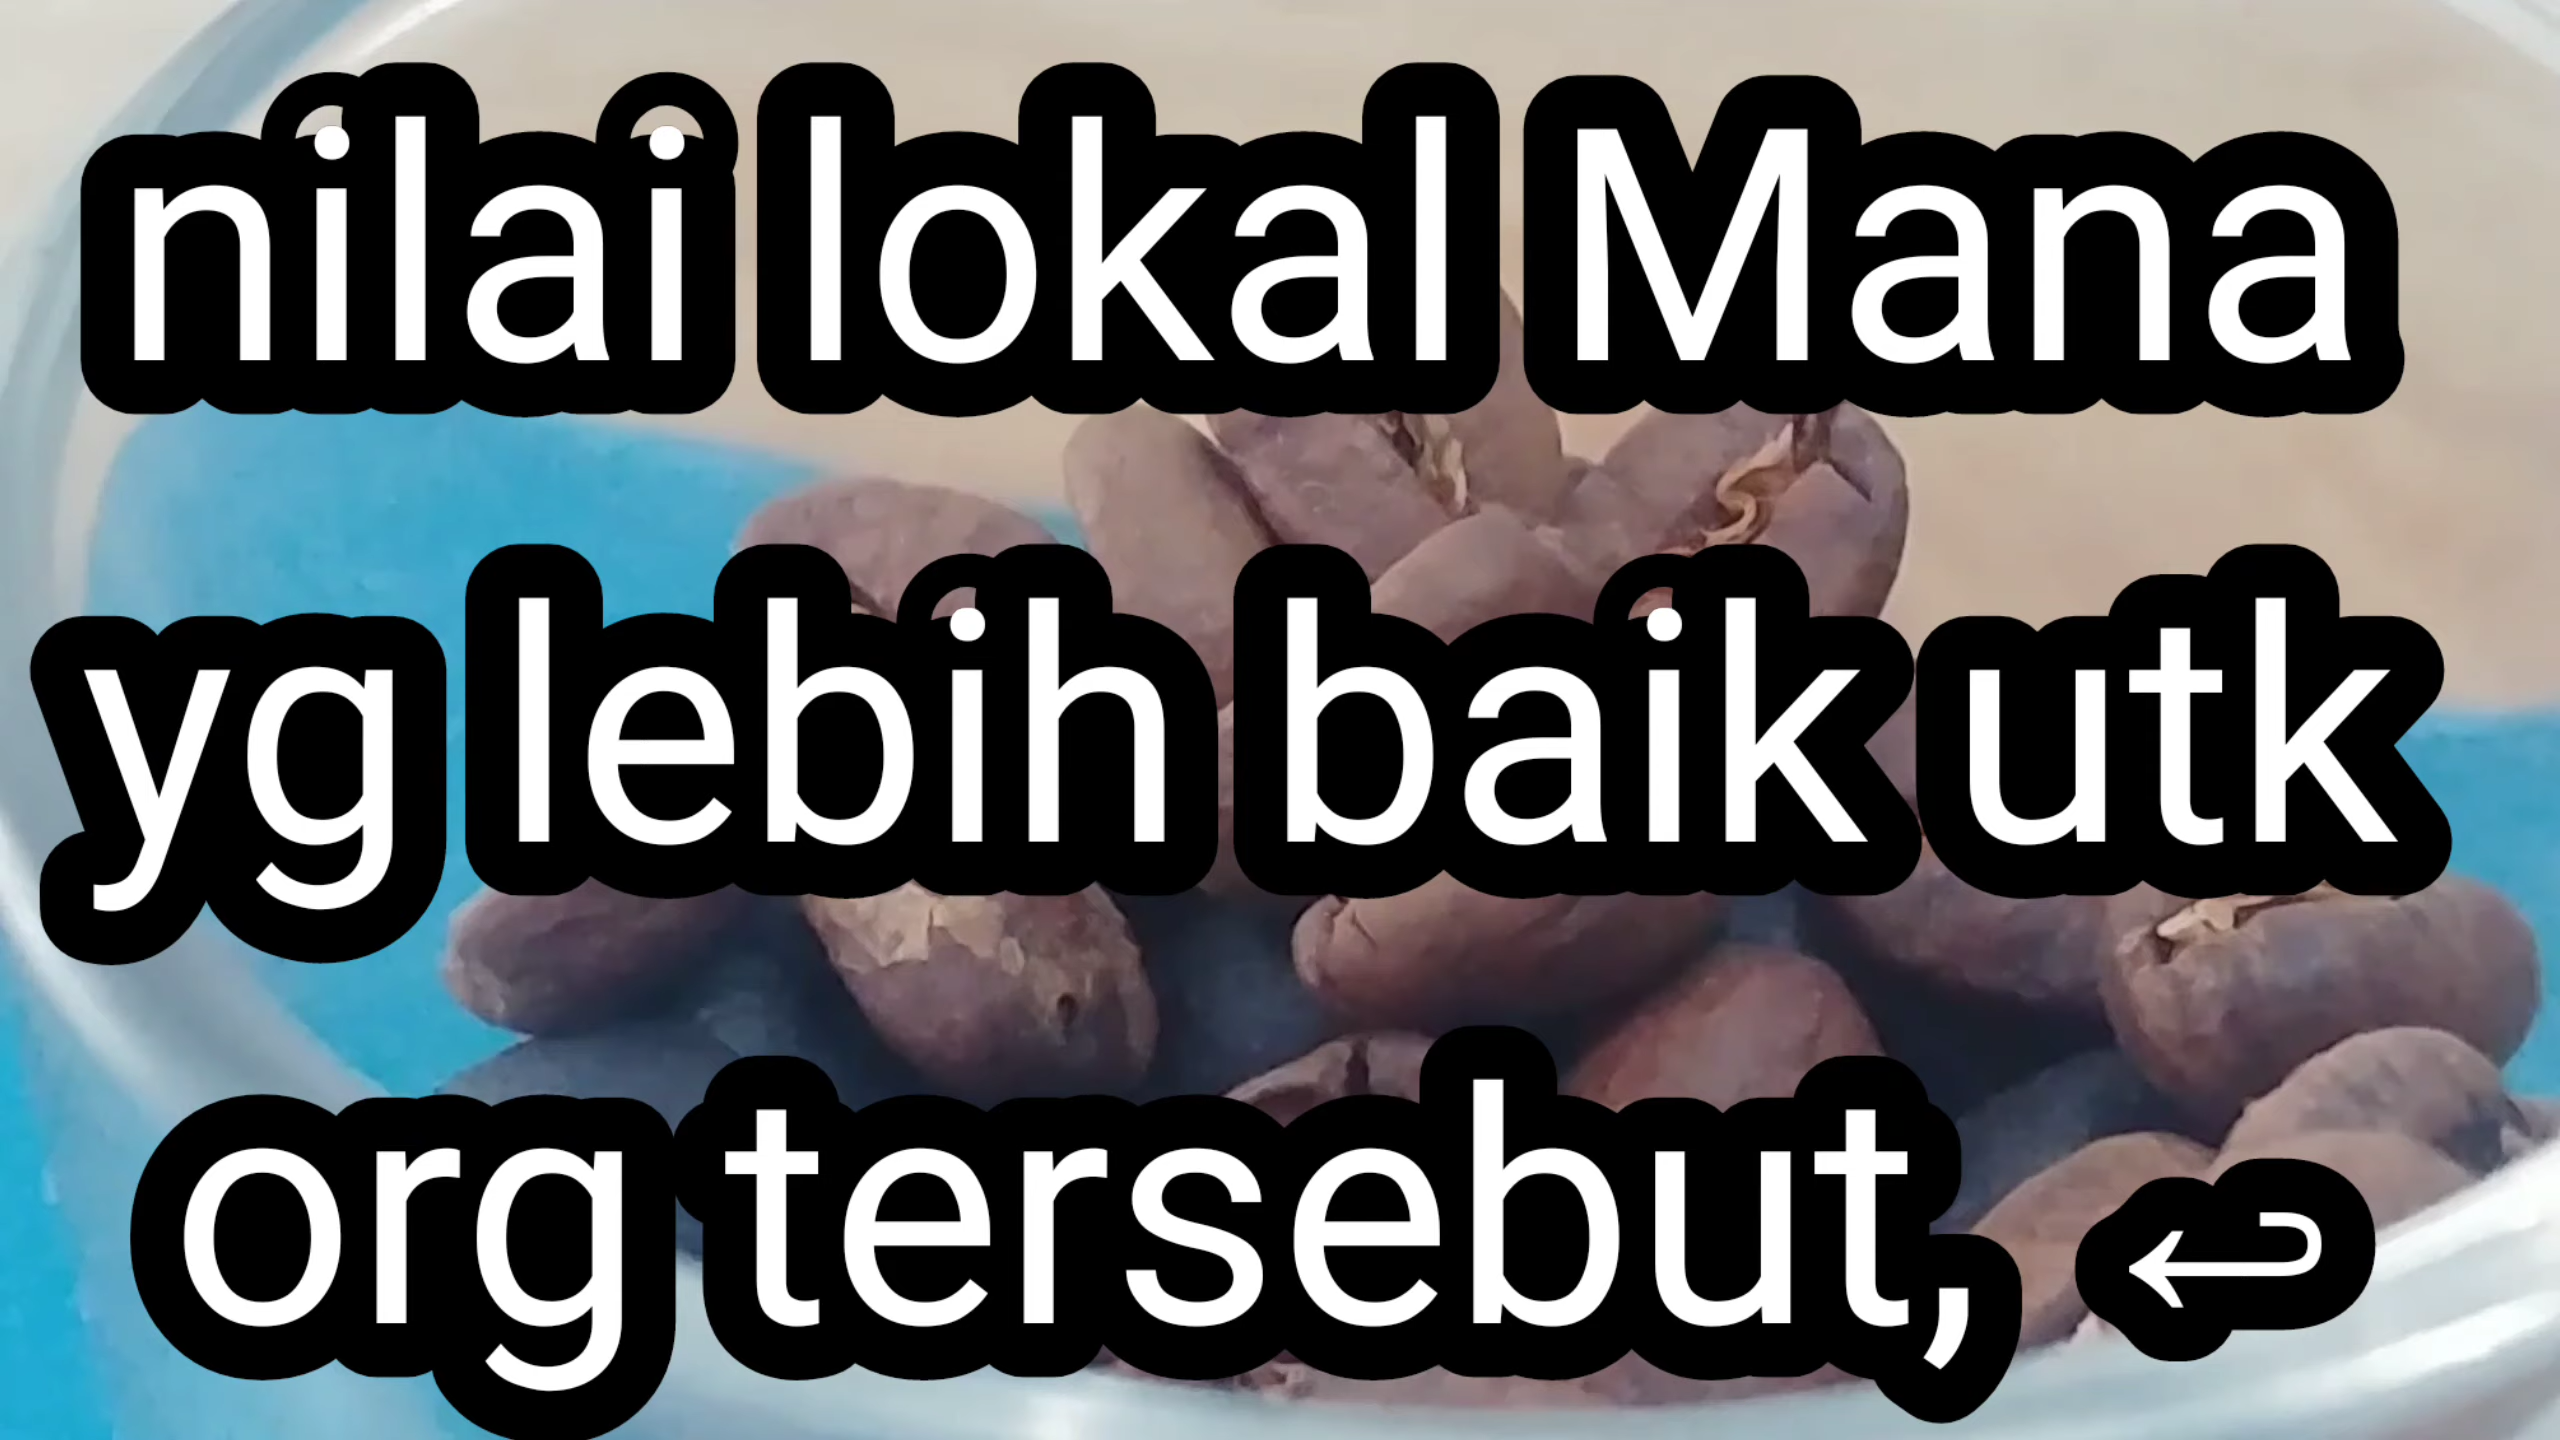 nilai lokal Mana
yg lebih baik utk
org tersebut, ↩